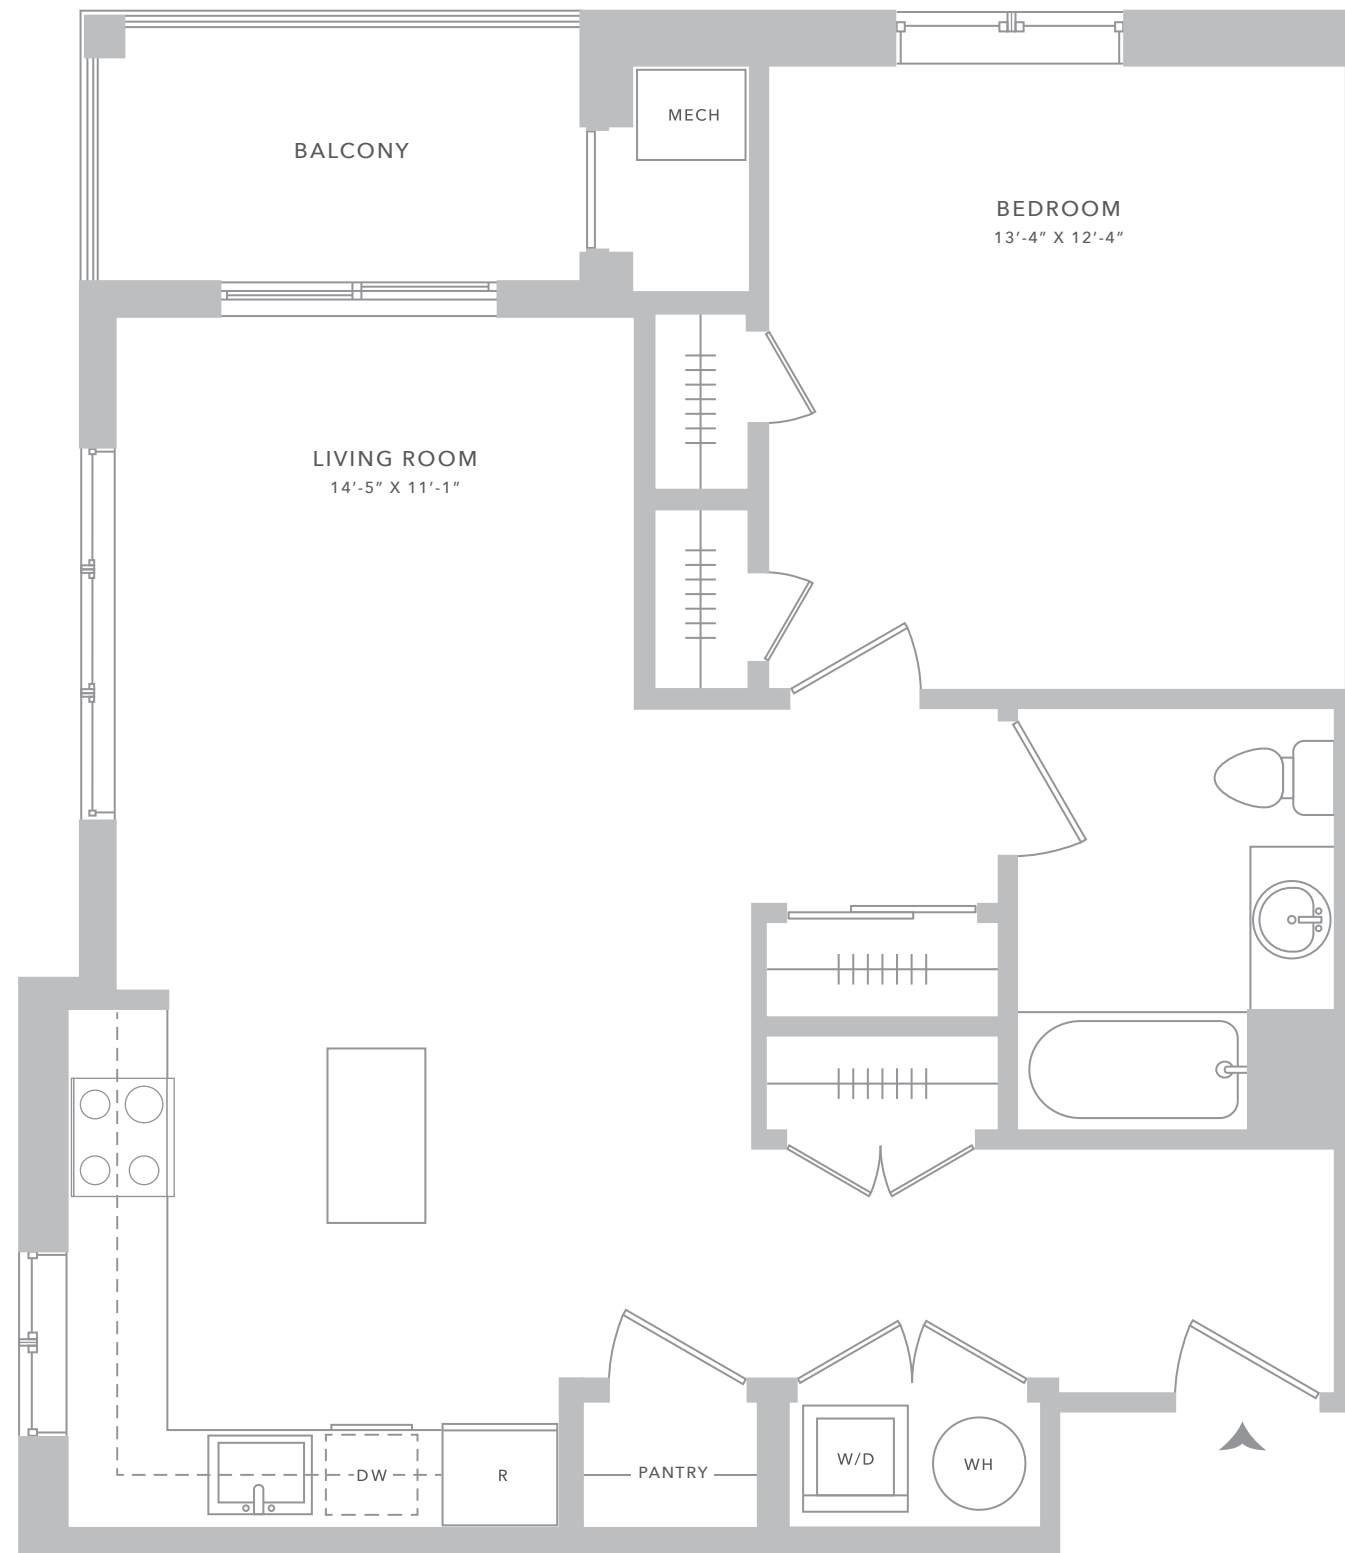 MECH
BALCONY
BEDROOM
13’-4” X 12’-4”
LIVING ROOM
14’-5” X 11’-1”
W/D
WH
PANTRY
DW
R